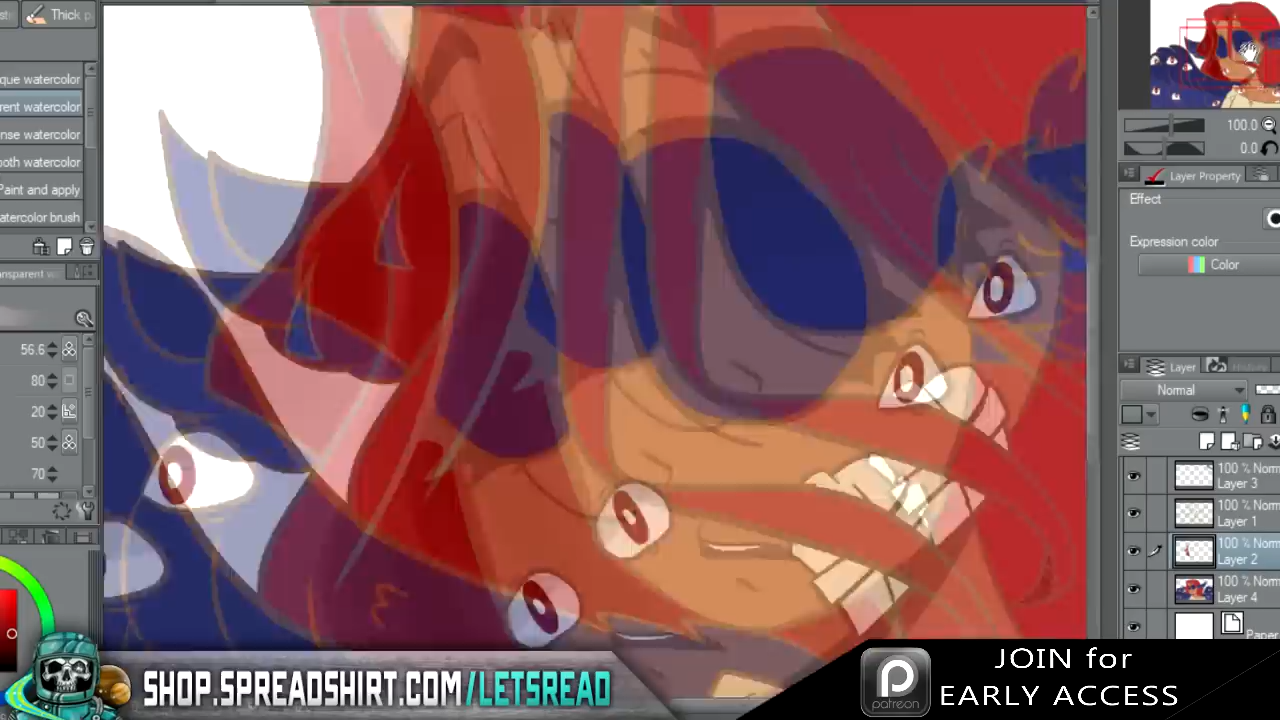 Thick p
que watercolor
rent watercolor
nse watercolor
ooth watercolor
Paint and apply
atercolor brush
ansparent w
56.6
80
20
50
70
100.0
0.0
Layer Property
Effect
Expression color
Color
Layer
History
Normal
100 % Norm
Layer 3
100 % Norm
Layer 1
100 % Norm
Layer 2
100 % Norm
Layer 4
Paper
SHOP.SPREADSHIRT.COM/LETSREAD
patreon
JOIN for
EARLY ACCESS